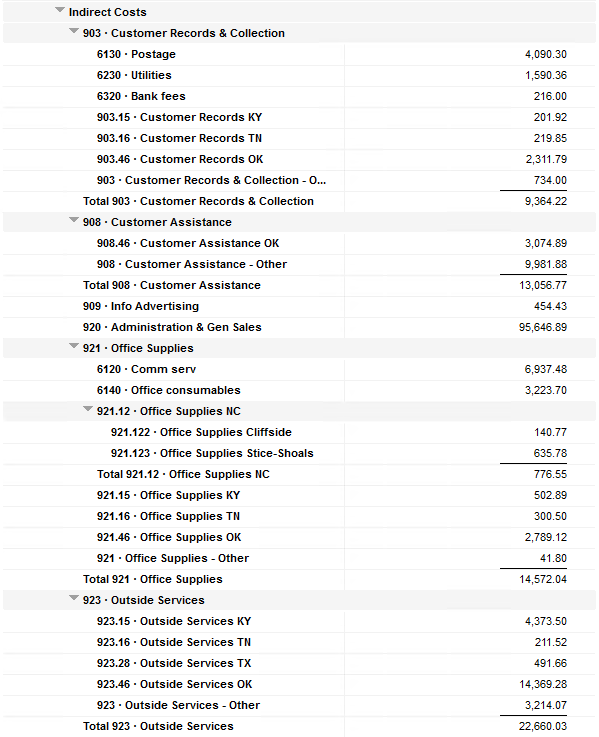 Indirect Costs
903 · Customer Records & Collection
6130 · Postage 4,090.30
6230 · Utilities 1,590.36
6320 · Bank fees 216.00
903.15 · Customer Records KY 201.92
903.16 · Customer Records TN 219.85
903.46 · Customer Records OK 2,311.79
903 · Customer Records & Collection - O... 734.00
Total 903 · Customer Records & Collection 9,364.22
908 · Customer Assistance
908.46 · Customer Assistance OK 3,074.89
908 · Customer Assistance - Other 9,981.88
Total 908 · Customer Assistance 13,056.77
909 · Info Advertising 454.43
920 · Administration & Gen Sales 95,646.89
921 · Office Supplies
6120 · Comm serv 6,937.48
6140 · Office consumables 3,223.70
921.12 · Office Supplies NC
921.122 · Office Supplies Cliffside 140.77
921.123 · Office Supplies Stice-Shoals 635.78
Total 921.12 · Office Supplies NC 776.55
921.15 · Office Supplies KY 502.89
921.16 · Office Supplies TN 300.50
921.46 · Office Supplies OK 2,789.12
921 · Office Supplies - Other 41.80
Total 921 · Office Supplies 14,572.04
923 · Outside Services
923.15 · Outside Services KY 4,373.50
923.16 · Outside Services TN 211.52
923.28 · Outside Services TX 491.66
923.46 · Outside Services OK 14,369.28
923 · Outside Services - Other 3,214.07
Total 923 · Outside Services 22,660.03